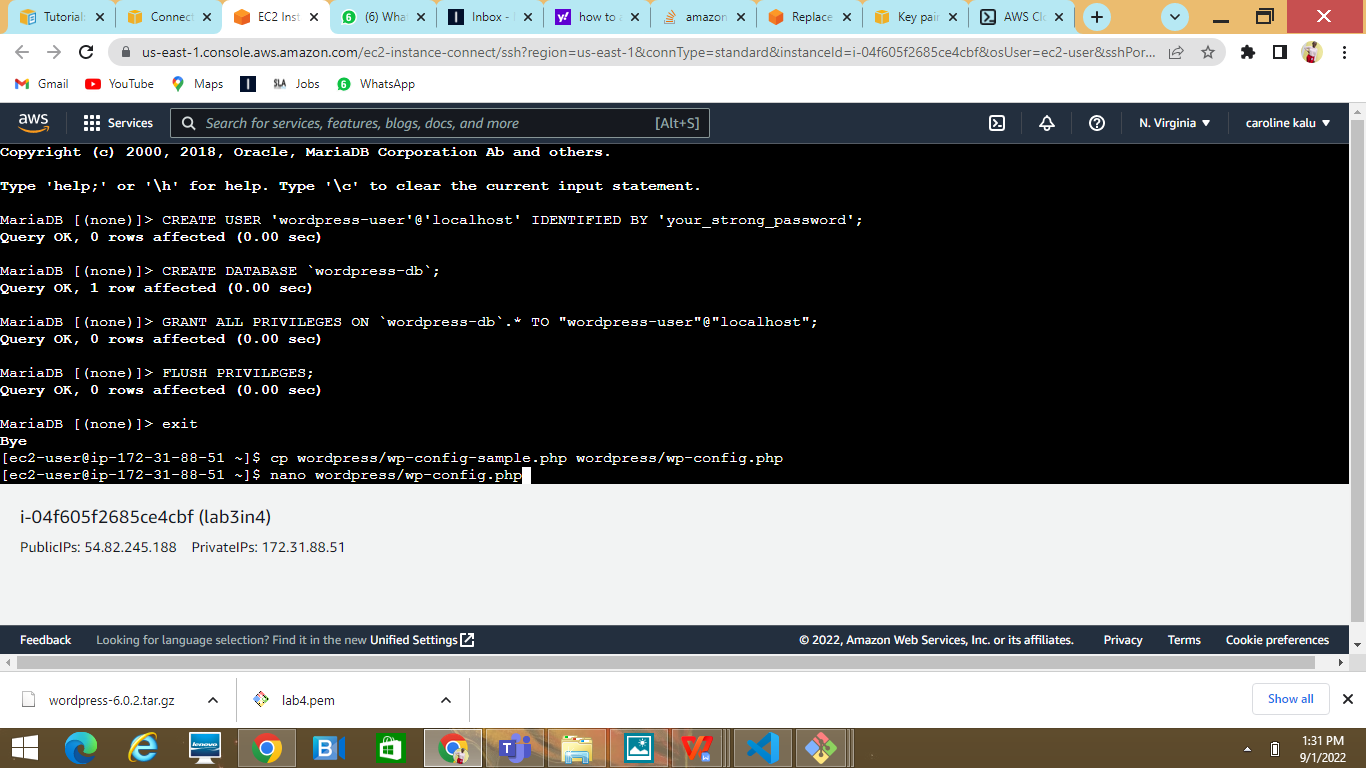 Tutorial: Connect EC2 Inst (6) Wha Inbox - how to a amazon Replace Key pair AWS Cl
us-east-1.console.aws.amazon.com/ec2-instance-connect/ssh?region=us-east-1&connType=standard&instanceId=i-04f605f2685ce4cbf&osUser=ec2-user&sshPor...
Gmail YouTube Maps SLA Jobs 6 WhatsApp
aws Services Search for services, features, blogs, docs, and more [Alt+S] N. Virginia caroline kalu
Copyright (c) 2000, 2018, Oracle, MariaDB Corporation Ab and others.
Type 'help;' or '\h' for help. Type '\c' to clear the current input statement.
MariaDB [(none)]> CREATE USER 'wordpress-user'@'localhost' IDENTIFIED BY 'your_strong_password';
Query OK, 0 rows affected (0.00 sec)
MariaDB [(none)]> CREATE DATABASE `wordpress-db`;
Query OK, 1 row affected (0.00 sec)
MariaDB [(none)]> GRANT ALL PRIVILEGES ON `wordpress-db`.* TO "wordpress-user"@"localhost";
Query OK, 0 rows affected (0.00 sec)
MariaDB [(none)]> FLUSH PRIVILEGES;
Query OK, 0 rows affected (0.00 sec)
MariaDB [(none)]> exit
Bye
[ec2-user@ip-172-31-88-51 ~]$ cp wordpress/wp-config-sample.php wordpress/wp-config.php
[ec2-user@ip-172-31-88-51 ~]$ nano wordpress/wp-config.php
i-04f605f2685ce4cbf (lab3in4)
PublicIPs: 54.82.245.188 PrivateIPs: 172.31.88.51
Feedback Looking for language selection? Find it in the new Unified Settings © 2022, Amazon Web Services, Inc. or its affiliates. Privacy Terms Cookie preferences
wordpress-6.0.2.tar.gz lab4.pem Show all
lenovo
1:31 PM
9/1/2022